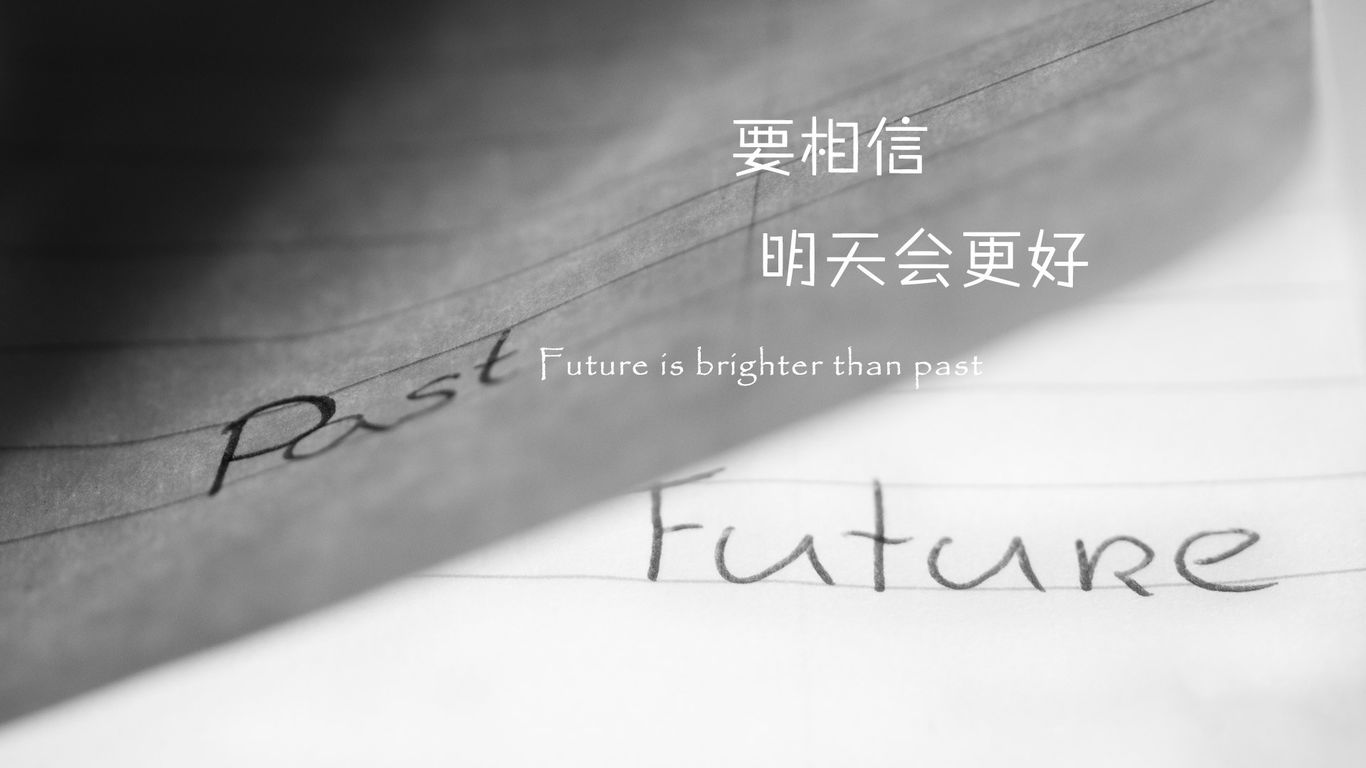 要相信
明天会更好
Future is brighter than past
Past
Future